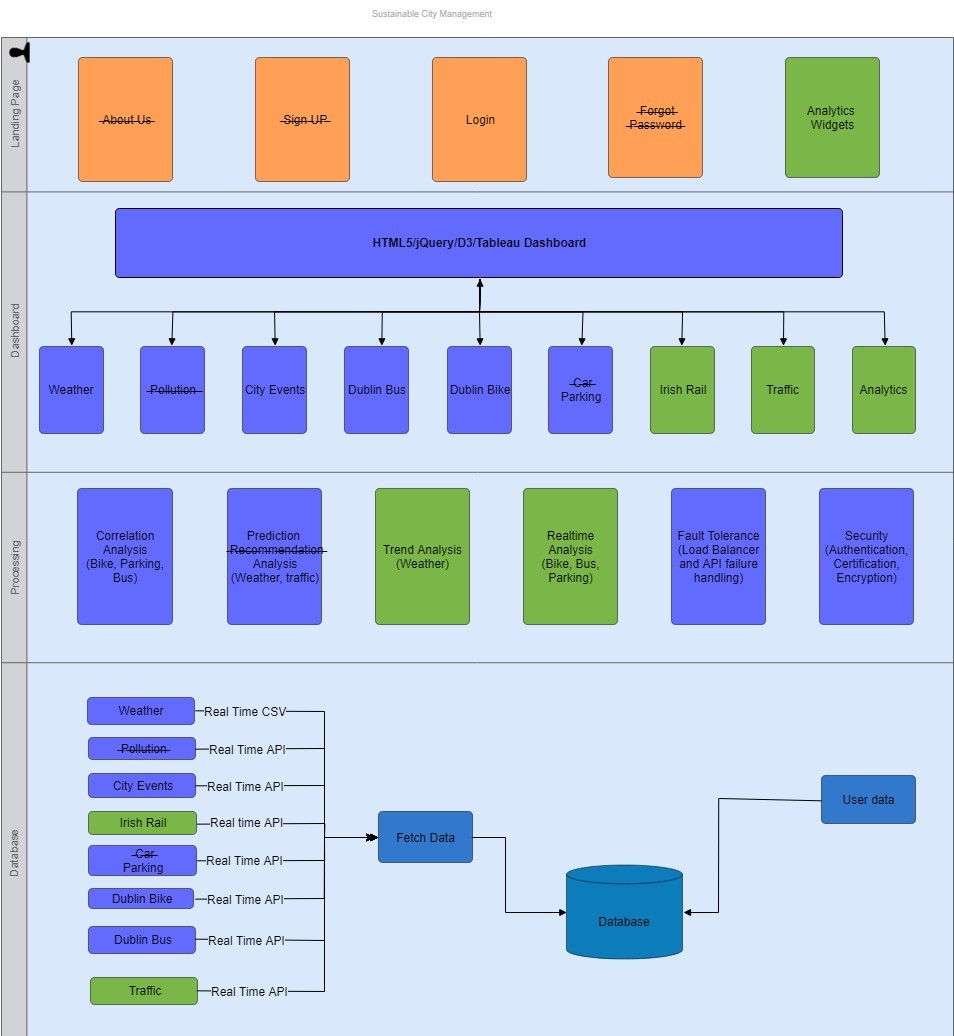 Sustainable City Management
Landing Page
About Us
Sign UP
Login
Forgot
Password
Analytics
Widgets
Dashboard
HTML5/jQuery/D3/Tableau Dashboard
Weather
Pollution
City Events
Dublin Bus
Dublin Bike
Car
Parking
Irish Rail
Traffic
Analytics
Processing
Correlation
Analysis
(Bike, Parking,
Bus)
Prediction
Recommendation
Analysis
(Weather, traffic)
Trend Analysis
(Weather)
Realtime
Analysis
(Bike, Bus,
Parking)
Fault Tolerance
(Load Balancer
and API failure
handling)
Security
(Authentication,
Certification,
Encryption)
Database
Weather
Real Time CSV
Pollution
Real Time API
City Events
Real Time API
Irish Rail
Real time API
Car
Parking
Real Time API
Dublin Bike
Real Time API
Dublin Bus
Real Time API
Traffic
Real Time API
Fetch Data
User data
Database